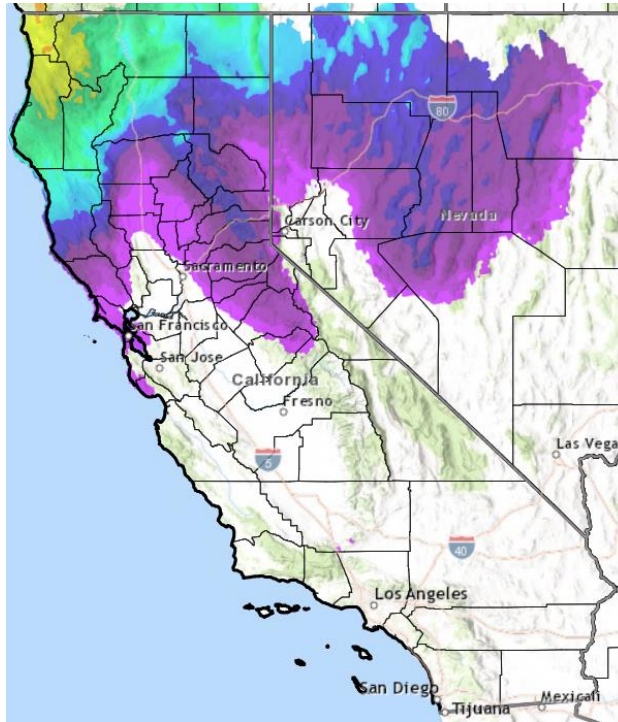 80
Carson City
Nevada
Sacramento
San Francisco
San Jose
California
Fresno
Las Vega
5
40
Los Angeles
San Diego
Tijuana
Mexicali